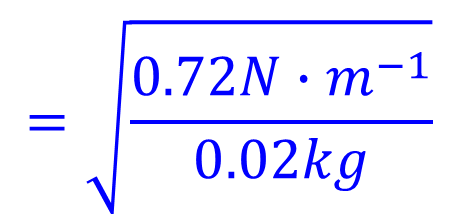 = √(0.72N · m⁻¹ / 0.02kg)